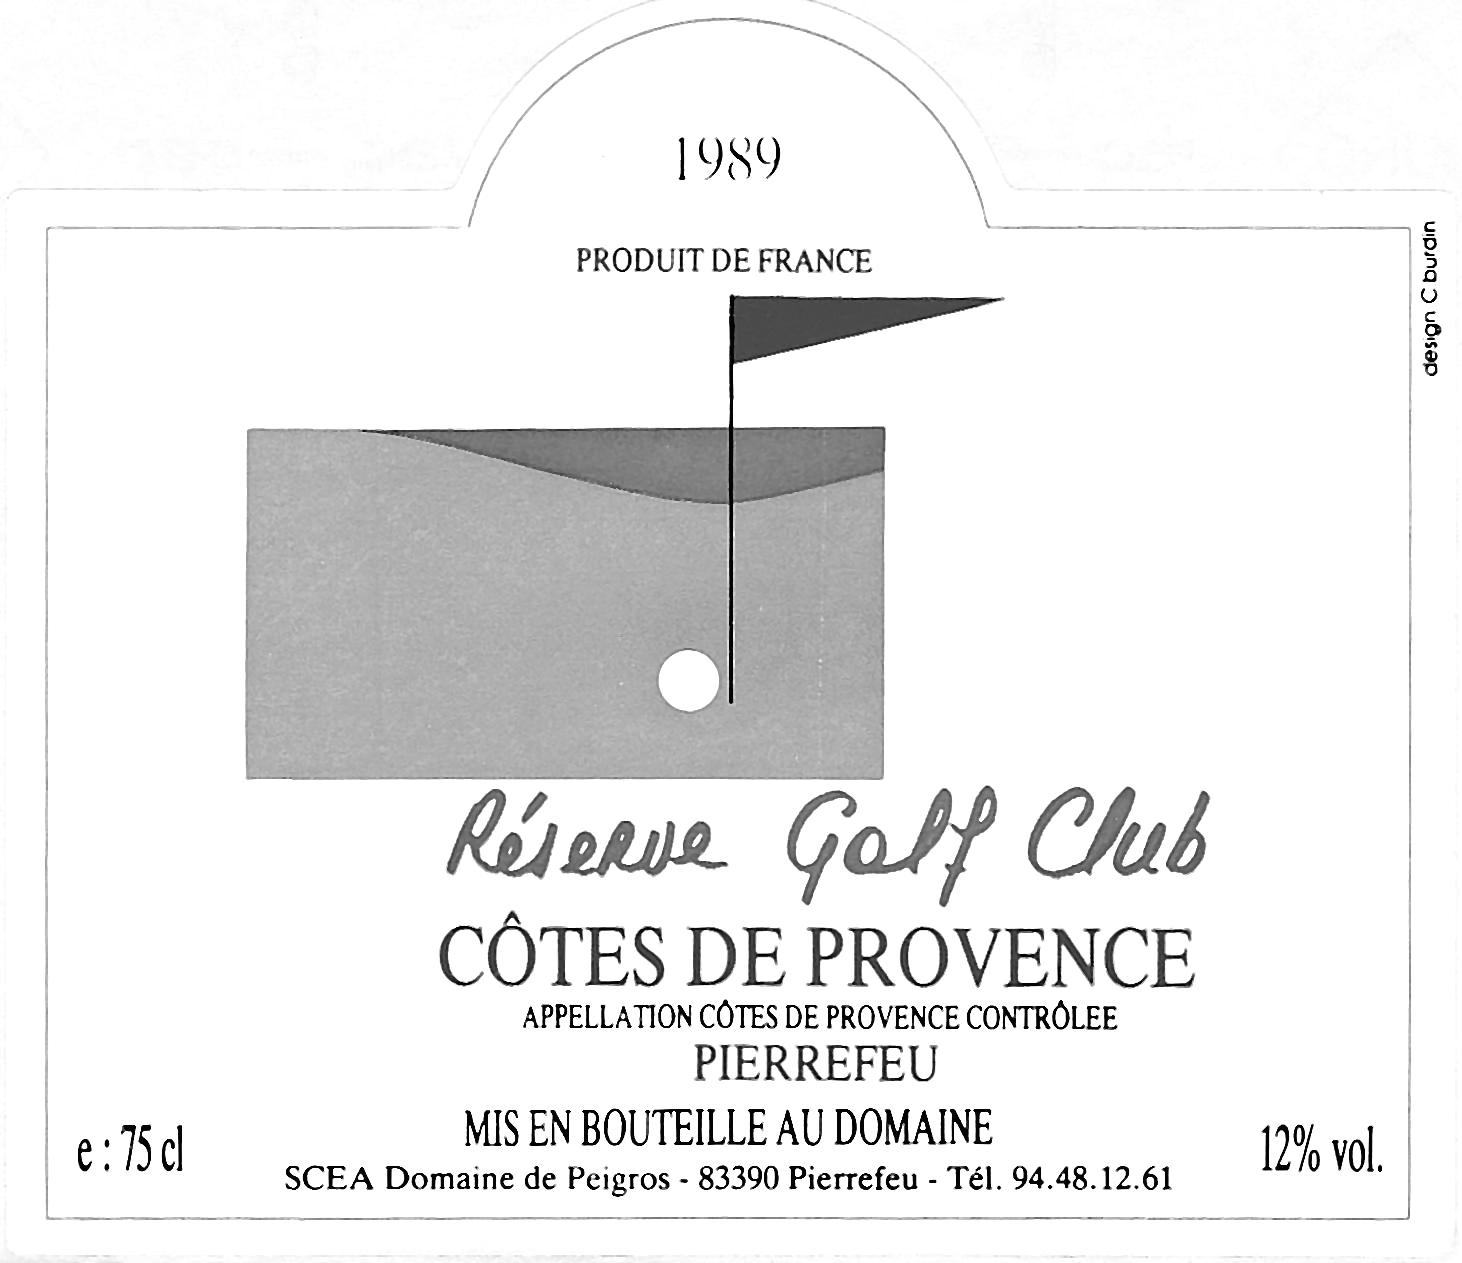 1989
PRODUIT DE FRANCE
design C burdin
Réserve Golf Club
CÔTES DE PROVENCE
APPELLATION CÔTES DE PROVENCE CONTRÔLEE
PIERREFEU
MIS EN BOUTEILLE AU DOMAINE
e : 75 cl
12% vol.
SCEA Domaine de Peigros - 83390 Pierrefeu - Tél. 94.48.12.61